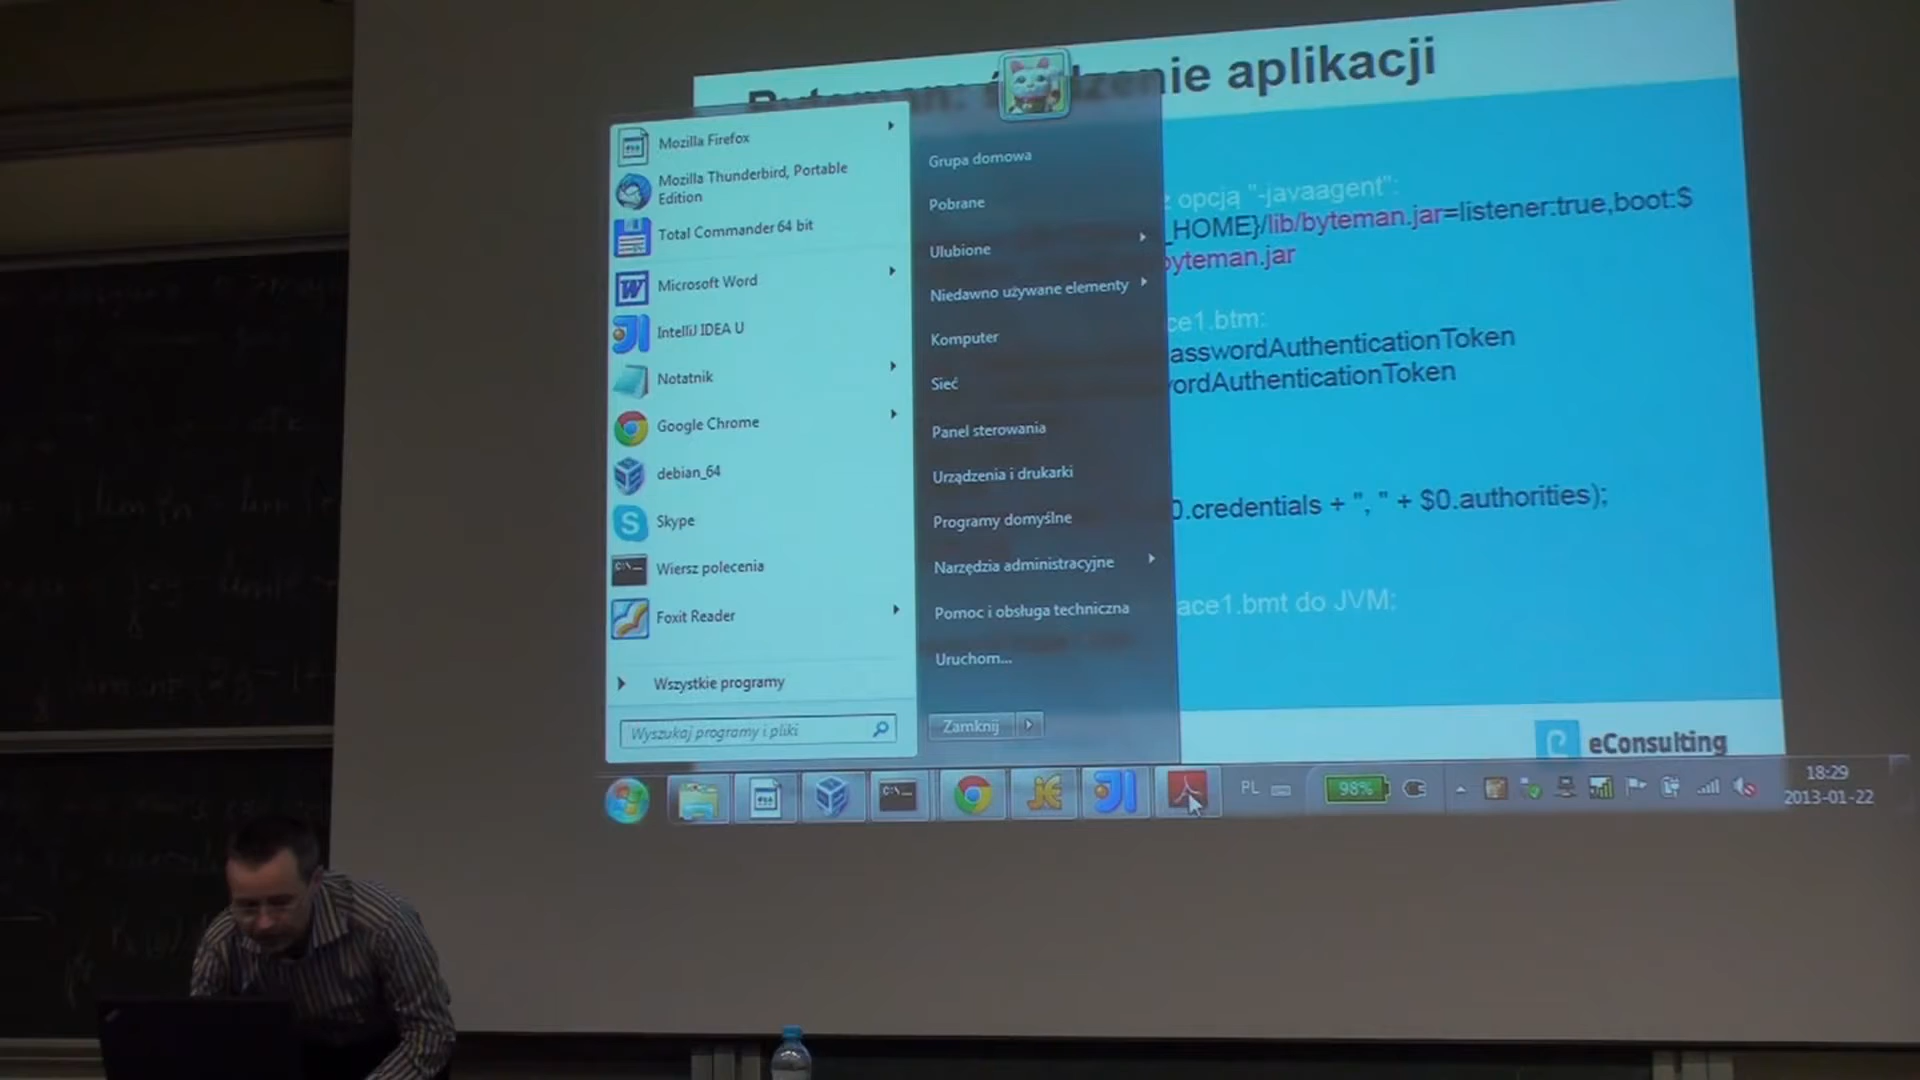 nie aplikacji
Mozilla Firefox
Mozilla Thunderbird, Portable
Edition
Total Commander 64 bit
Microsoft Word
IntelliJ IDEA U
Notatnik
Google Chrome
debian_64
Skype
Wiersz polecenia
Foxit Reader
Wszystkie programy
Wyszukaj programy i pliki
Grupa domowa
Pobrane
Ulubione
Niedawno używane elementy
Komputer
Sieć
Panel sterowania
Urządzenia i drukarki
Programy domyślne
Narzędzia administracyjne
Pomoc i obsługa techniczna
Uruchom...
Zamknij
z opcją "-javaagent":
_HOME}/lib/byteman.jar=listener:true,boot:$
byteman.jar
ce1.btm:
asswordAuthenticationToken
ordAuthenticationToken
0.credentials + ", " + $0.authorities);
ace1.bmt do JVM:
eConsulting
PL
98%
18:29
2013-01-22